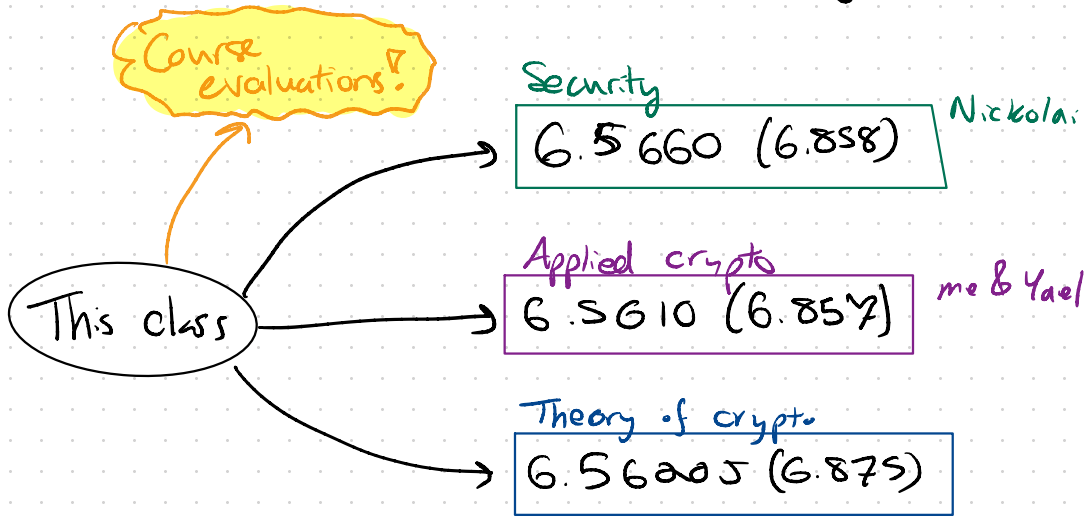 Course
evaluations!
Security
6.5660 (6.858)
Nickolai
Applied crypto
6.5610 (6.857)
me & Yael
This class
Theory of crypto
6.5620J (6.875)